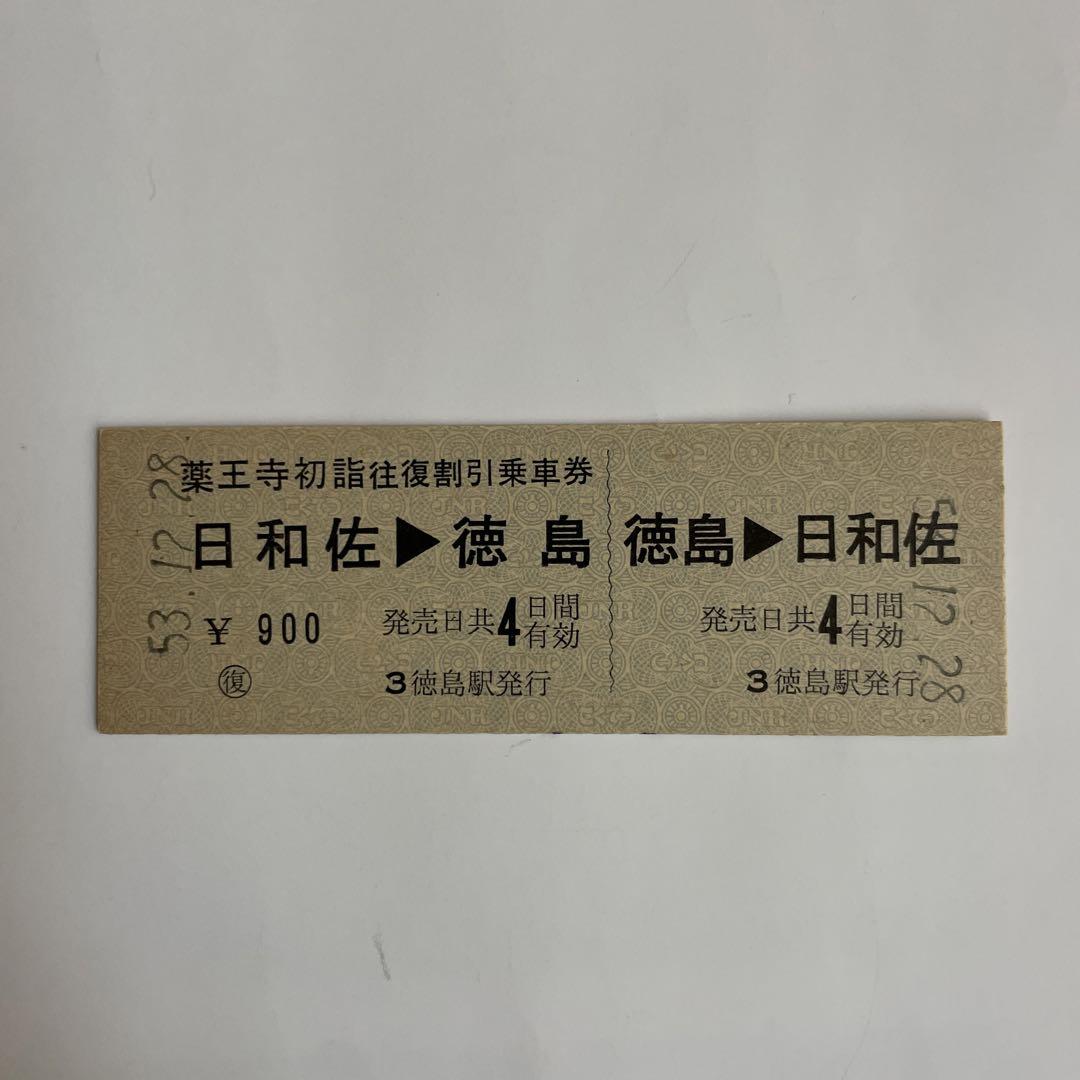 薬王寺初詣往復割引乗車券
日和佐▶徳島
¥ 900
発売日共4日間有効
㊝復
3徳島駅発行
53.12.28
徳島▶日和佐
発売日共4日間有効
3徳島駅発行
12.28